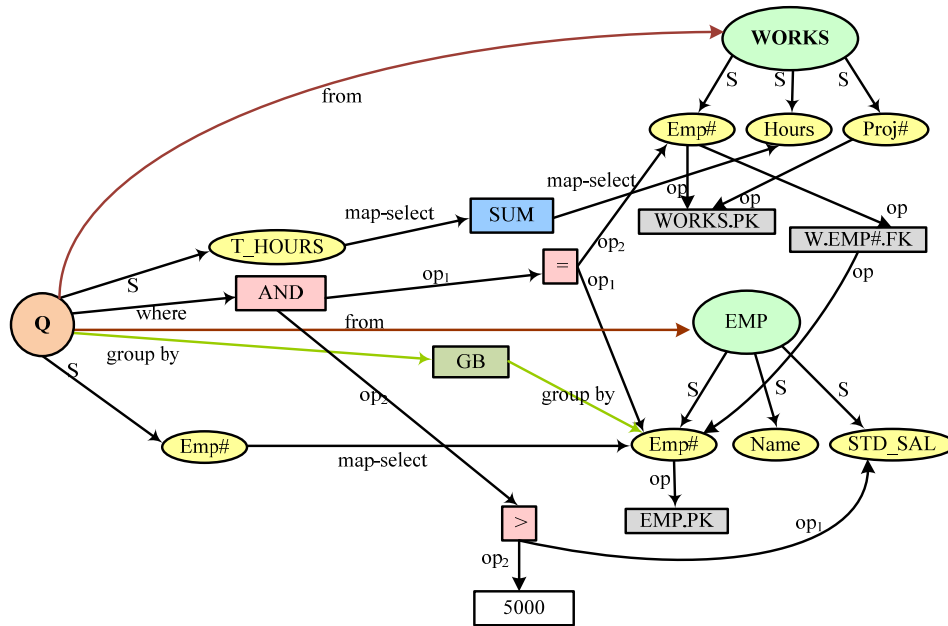 WORKS
from
S
S
S
Emp#
Hours
Proj#
map-select
op
op
map-select
SUM
WORKS.PK
op
T_HOURS
op2
W.EMP#.FK
S
AND
op1
=
op1
op
where
Q
from
EMP
group by
GB
S
op2
group by
S
S
S
Emp#
map-select
Emp#
Name
STD_SAL
op
>
EMP.PK
op1
op2
5000